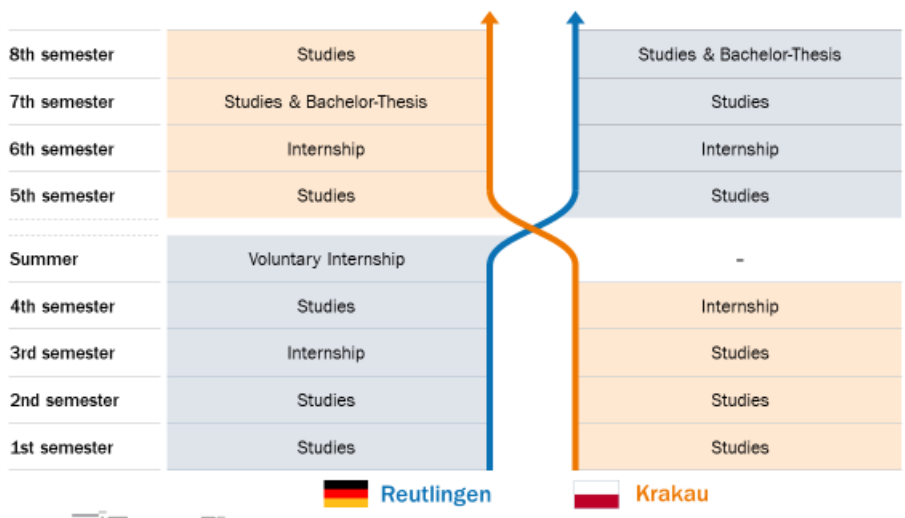 8th semester Studies Studies & Bachelor-Thesis
7th semester Studies & Bachelor-Thesis Studies
6th semester Internship Internship
5th semester Studies Studies
Summer Voluntary Internship -
4th semester Studies Internship
3rd semester Internship Studies
2nd semester Studies Studies
1st semester Studies Studies
Reutlingen Krakau